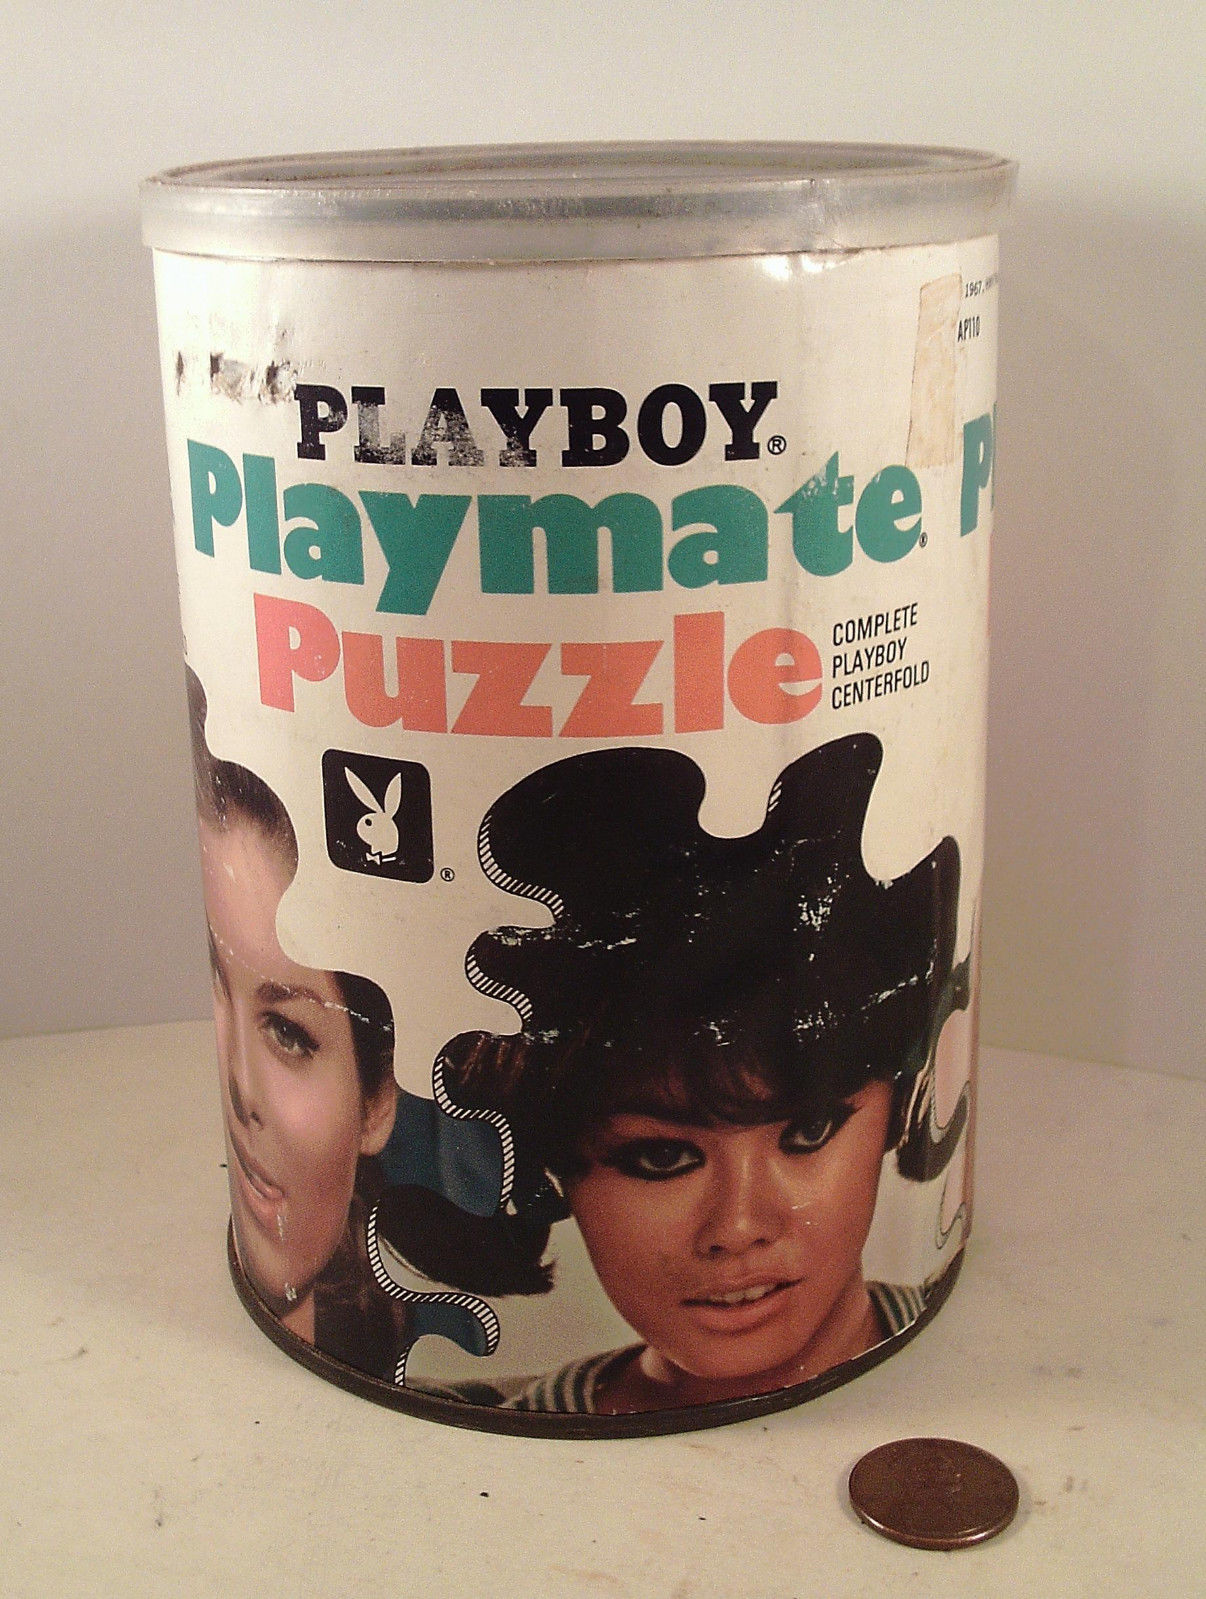 1967.
AP110
PLAYBOY®
Playmate®
Puzzle
COMPLETE
PLAYBOY
CENTERFOLD
®